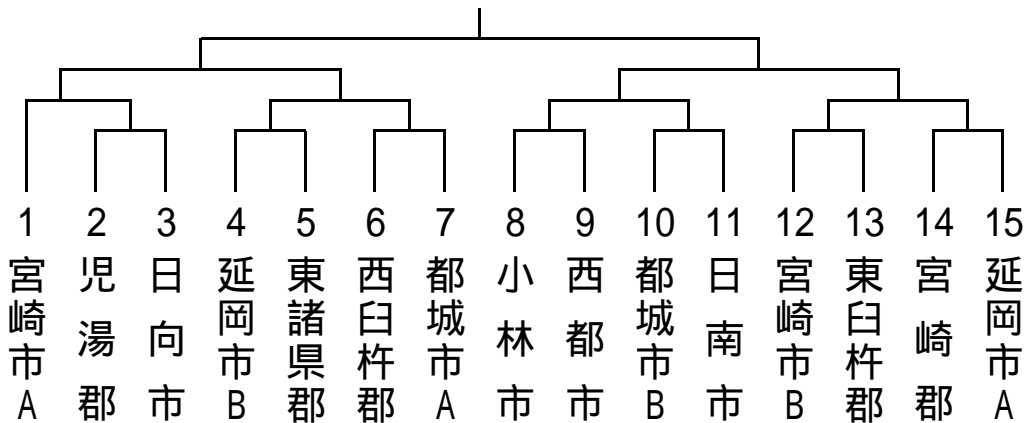 1 2 3 4 5 6 7 8 9 10 11 12 13 14 15
宮崎市A
児湯郡
日向市
延岡市B
東諸県郡
西臼杵郡
都城市A
小林市
西都市
都城市B
日南市
宮崎市B
東臼杵郡
宮崎郡
延岡市A